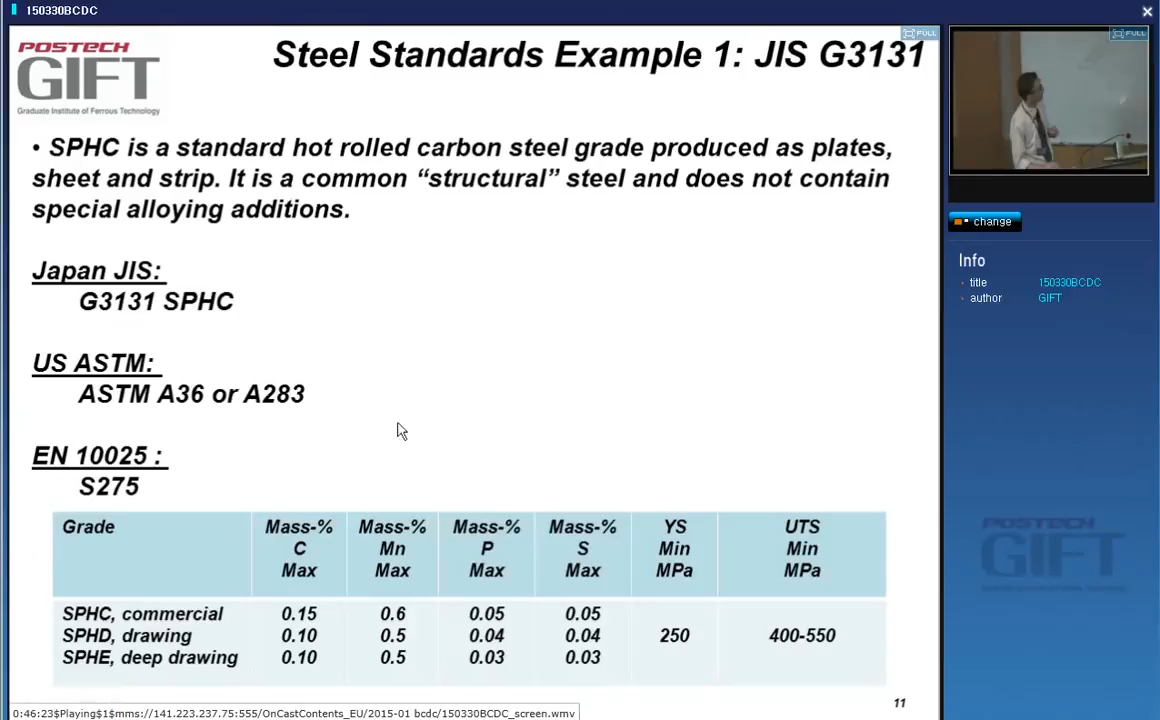 150330BCDC
POSTECH
GIFT
Graduate Institute of Ferrous Technology
Steel Standards Example 1: JIS G3131
FULL
FULL
• SPHC is a standard hot rolled carbon steel grade produced as plates,
sheet and strip. It is a common “structural” steel and does not contain
special alloying additions.
Japan JIS:
G3131 SPHC
US ASTM:
ASTM A36 or A283
EN 10025 :
S275
Grade Mass-% Mass-% Mass-% Mass-% YS UTS
C Mn P S Min Min
Max Max Max Max MPa MPa
SPHC, commercial 0.15 0.6 0.05 0.05
SPHD, drawing 0.10 0.5 0.04 0.04 250 400-550
SPHE, deep drawing 0.10 0.5 0.03 0.03
11
0:46:23$Playing$1$mms://141.223.237.75:555/OnCastContents_EU/2015-01 bcdc/150330BCDC_screen.wmv
change
Info
title 150330BCDC
author GIFT
POSTECH
GIFT